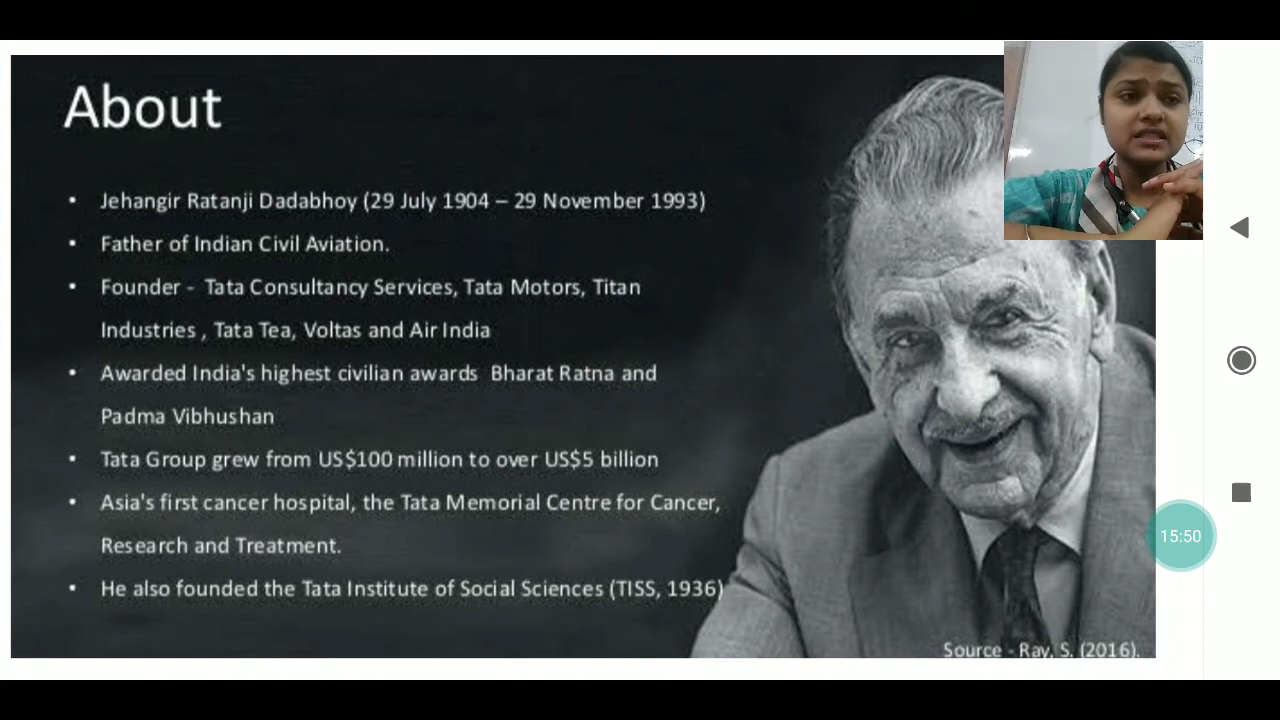 About
• Jehangir Ratanji Dadabhoy (29 July 1904 – 29 November 1993)
• Father of Indian Civil Aviation.
• Founder - Tata Consultancy Services, Tata Motors, Titan
Industries , Tata Tea, Voltas and Air India
• Awarded India's highest civilian awards Bharat Ratna and
Padma Vibhushan
• Tata Group grew from US$100 million to over US$5 billion
• Asia's first cancer hospital, the Tata Memorial Centre for Cancer,
Research and Treatment.
• He also founded the Tata Institute of Social Sciences (TISS, 1936)
Source - Ray, S. (2016).
15:50